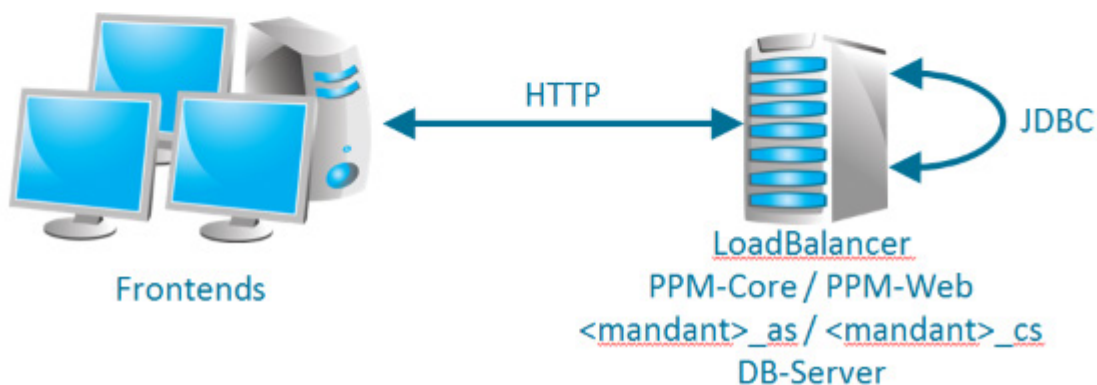 HTTP
JDBC
Frontends
LoadBalancer
PPM-Core / PPM-Web
<mandant>_as / <mandant>_cs
DB-Server